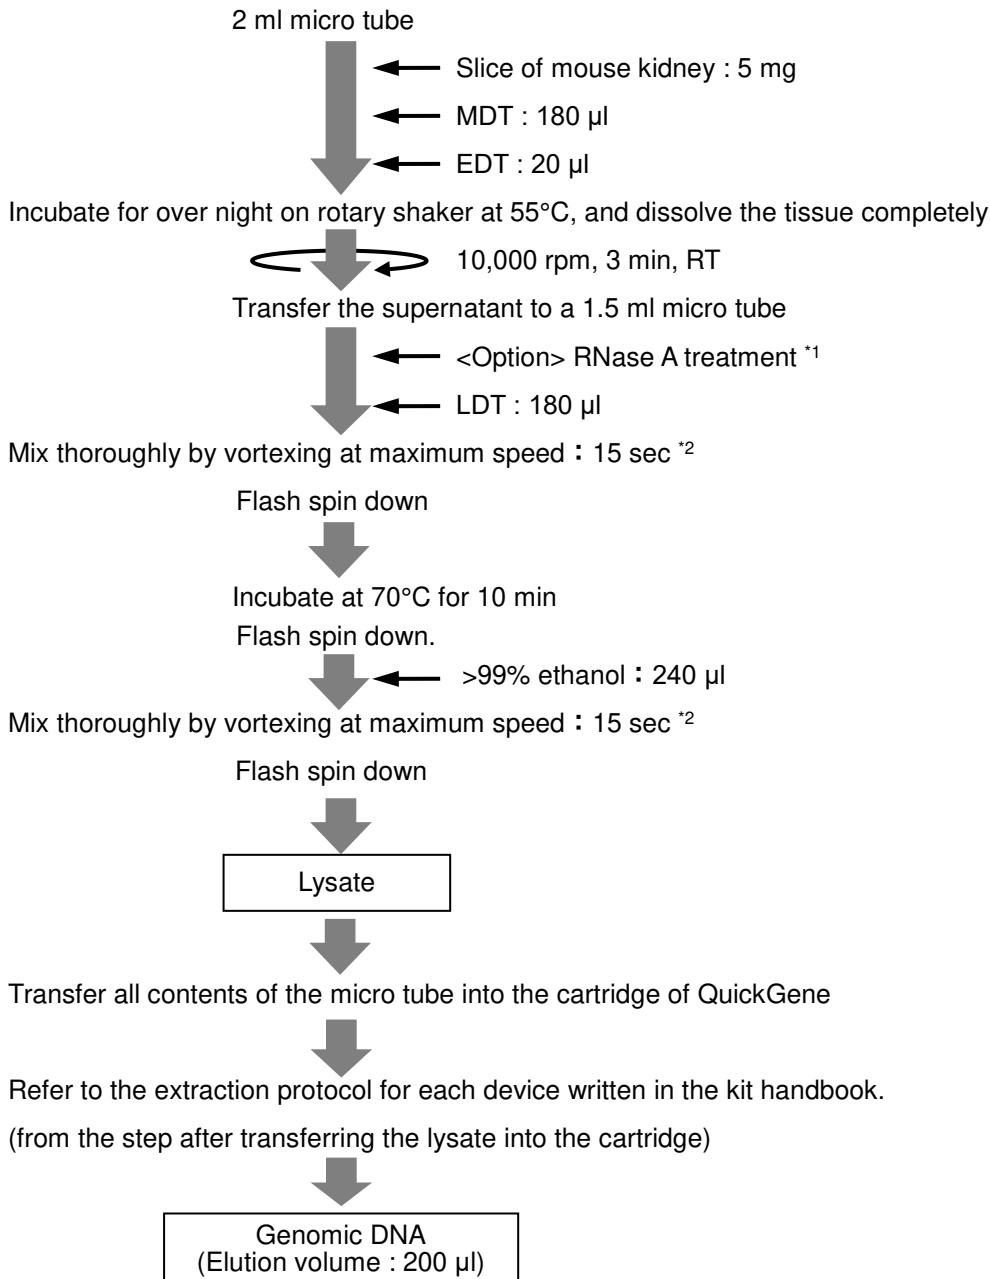 2 ml micro tube
Slice of mouse kidney : 5 mg
MDT : 180 µl
EDT : 20 µl
Incubate for over night on rotary shaker at 55°C, and dissolve the tissue completely
10,000 rpm, 3 min, RT
Transfer the supernatant to a 1.5 ml micro tube
<Option> RNase A treatment *1
LDT : 180 µl
Mix thoroughly by vortexing at maximum speed：15 sec *2
Flash spin down
Incubate at 70°C for 10 min
Flash spin down.
>99% ethanol：240 µl
Mix thoroughly by vortexing at maximum speed：15 sec *2
Flash spin down
Lysate
Transfer all contents of the micro tube into the cartridge of QuickGene
Refer to the extraction protocol for each device written in the kit handbook.
(from the step after transferring the lysate into the cartridge)
Genomic DNA
(Elution volume : 200 µl)